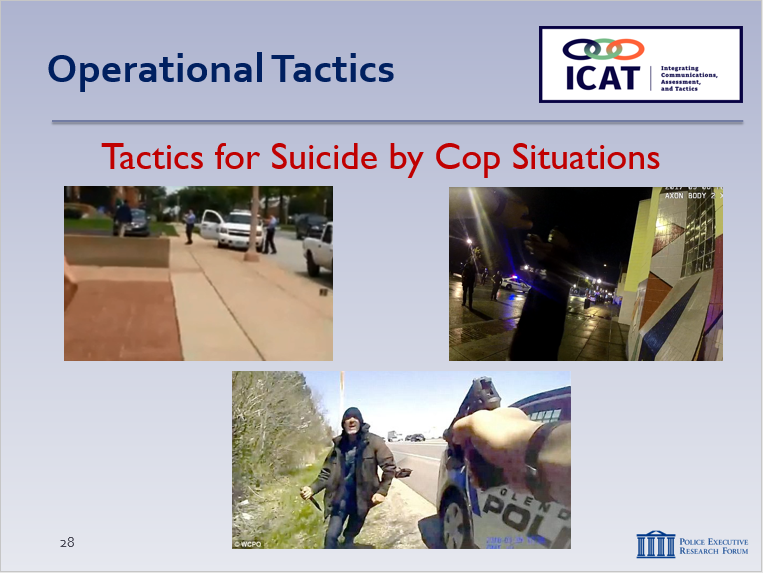 Operational Tactics
ICAT
Integrating
Communications,
Assessment,
and Tactics
Tactics for Suicide by Cop Situations
AXON BODY 2
© WCPO
POLI
28
POLICE EXECUTIVE
RESEARCH FORUM